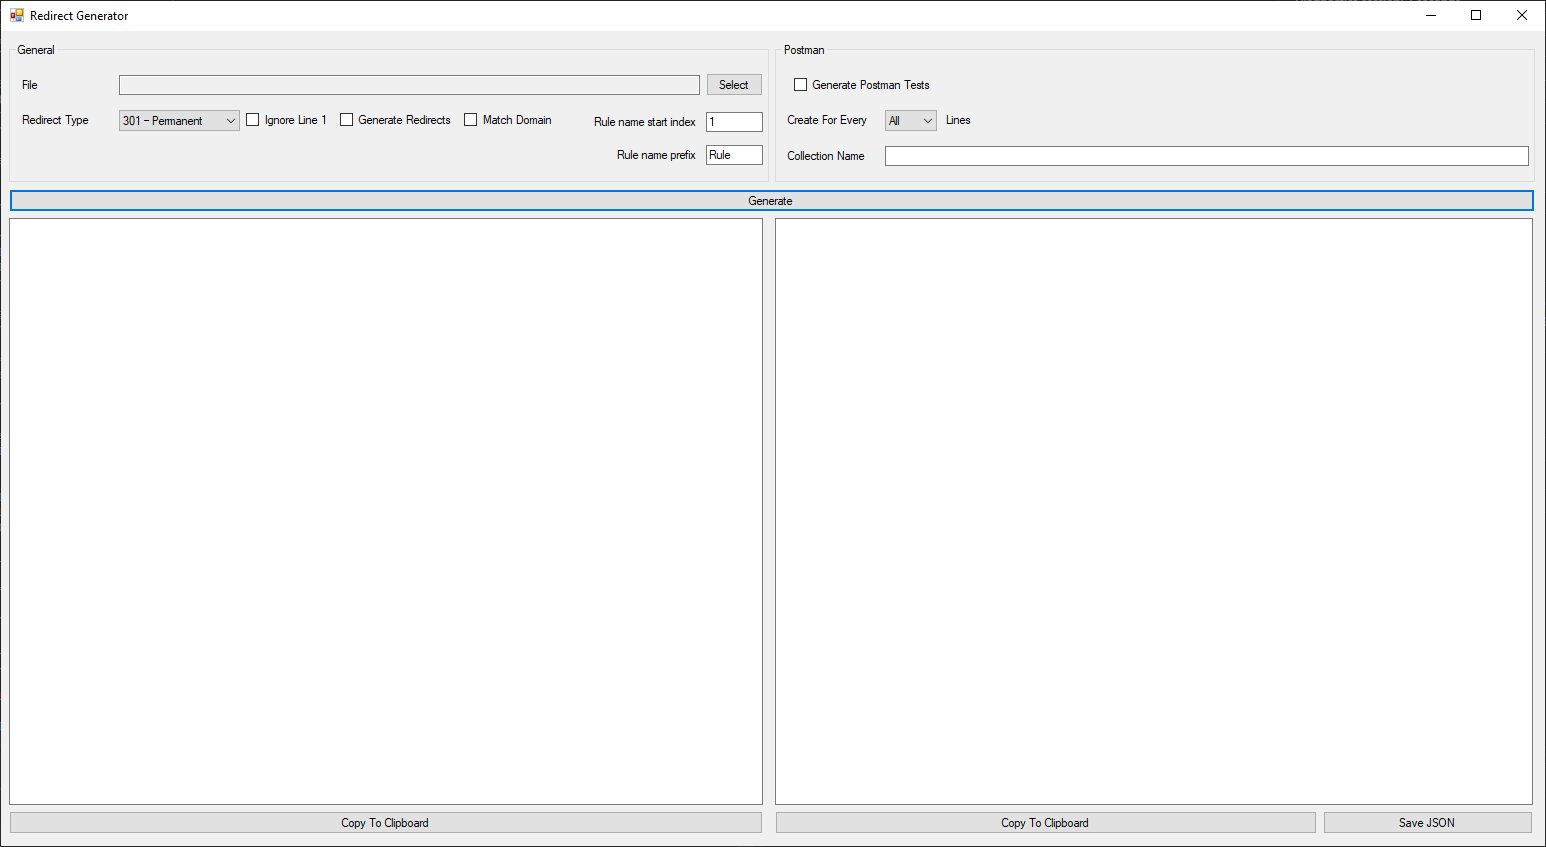 Redirect Generator
General
File
Select
Redirect Type
301 - Permanent
Ignore Line 1
Generate Redirects
Match Domain
Rule name start index
1
Rule name prefix
Rule
Postman
Generate Postman Tests
Create For Every
All
Lines
Collection Name
Generate
Copy To Clipboard
Copy To Clipboard
Save JSON